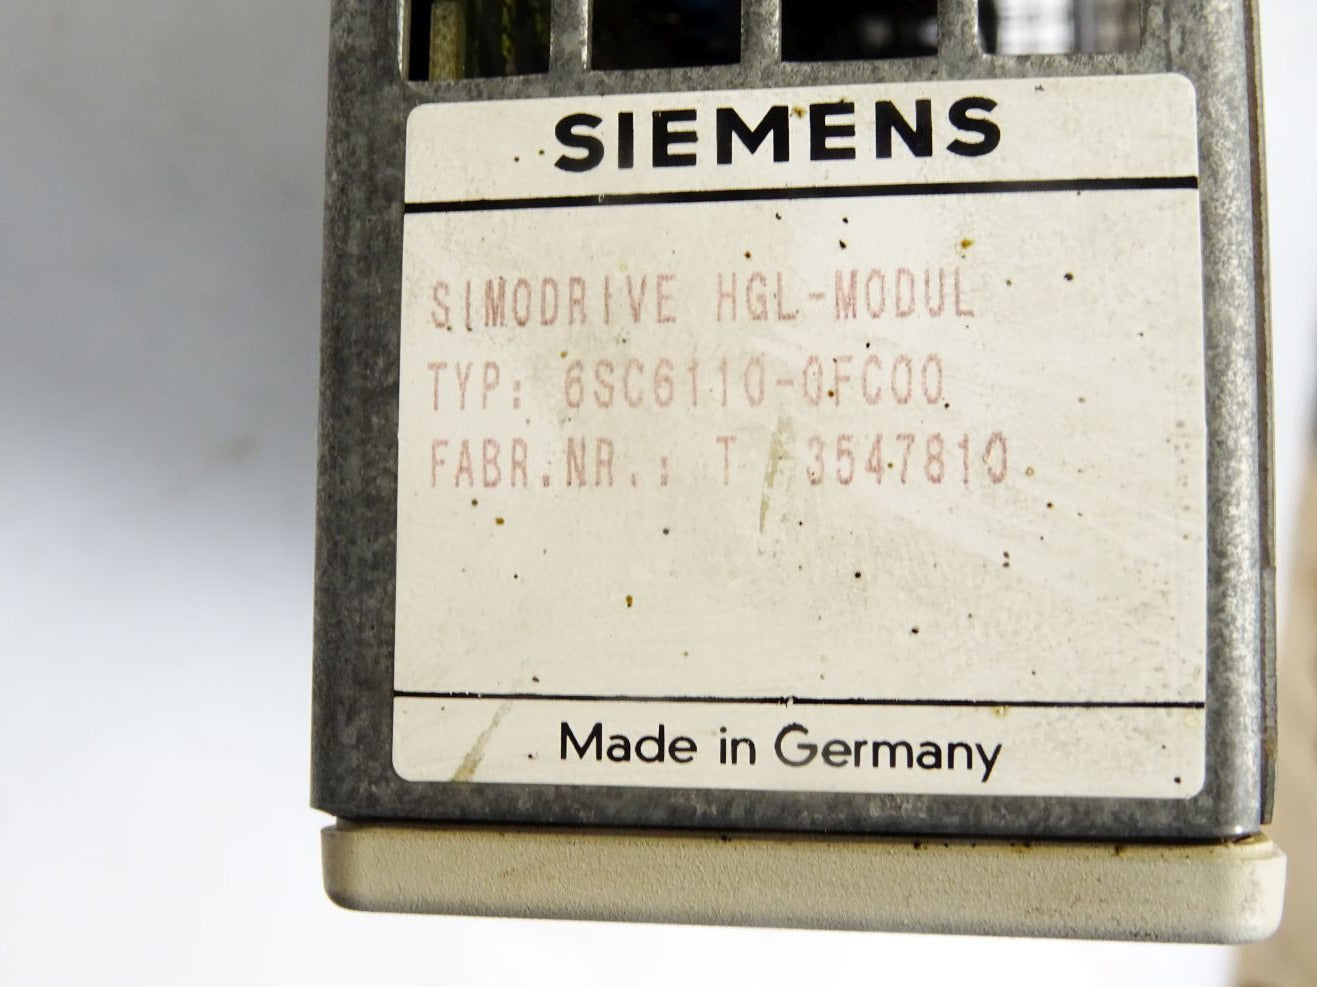 SIEMENS
SIMODRIVE HGL-MODUL
TYP: 6SC6110-0FC00
FABR.NR.: T 3547810
Made in Germany